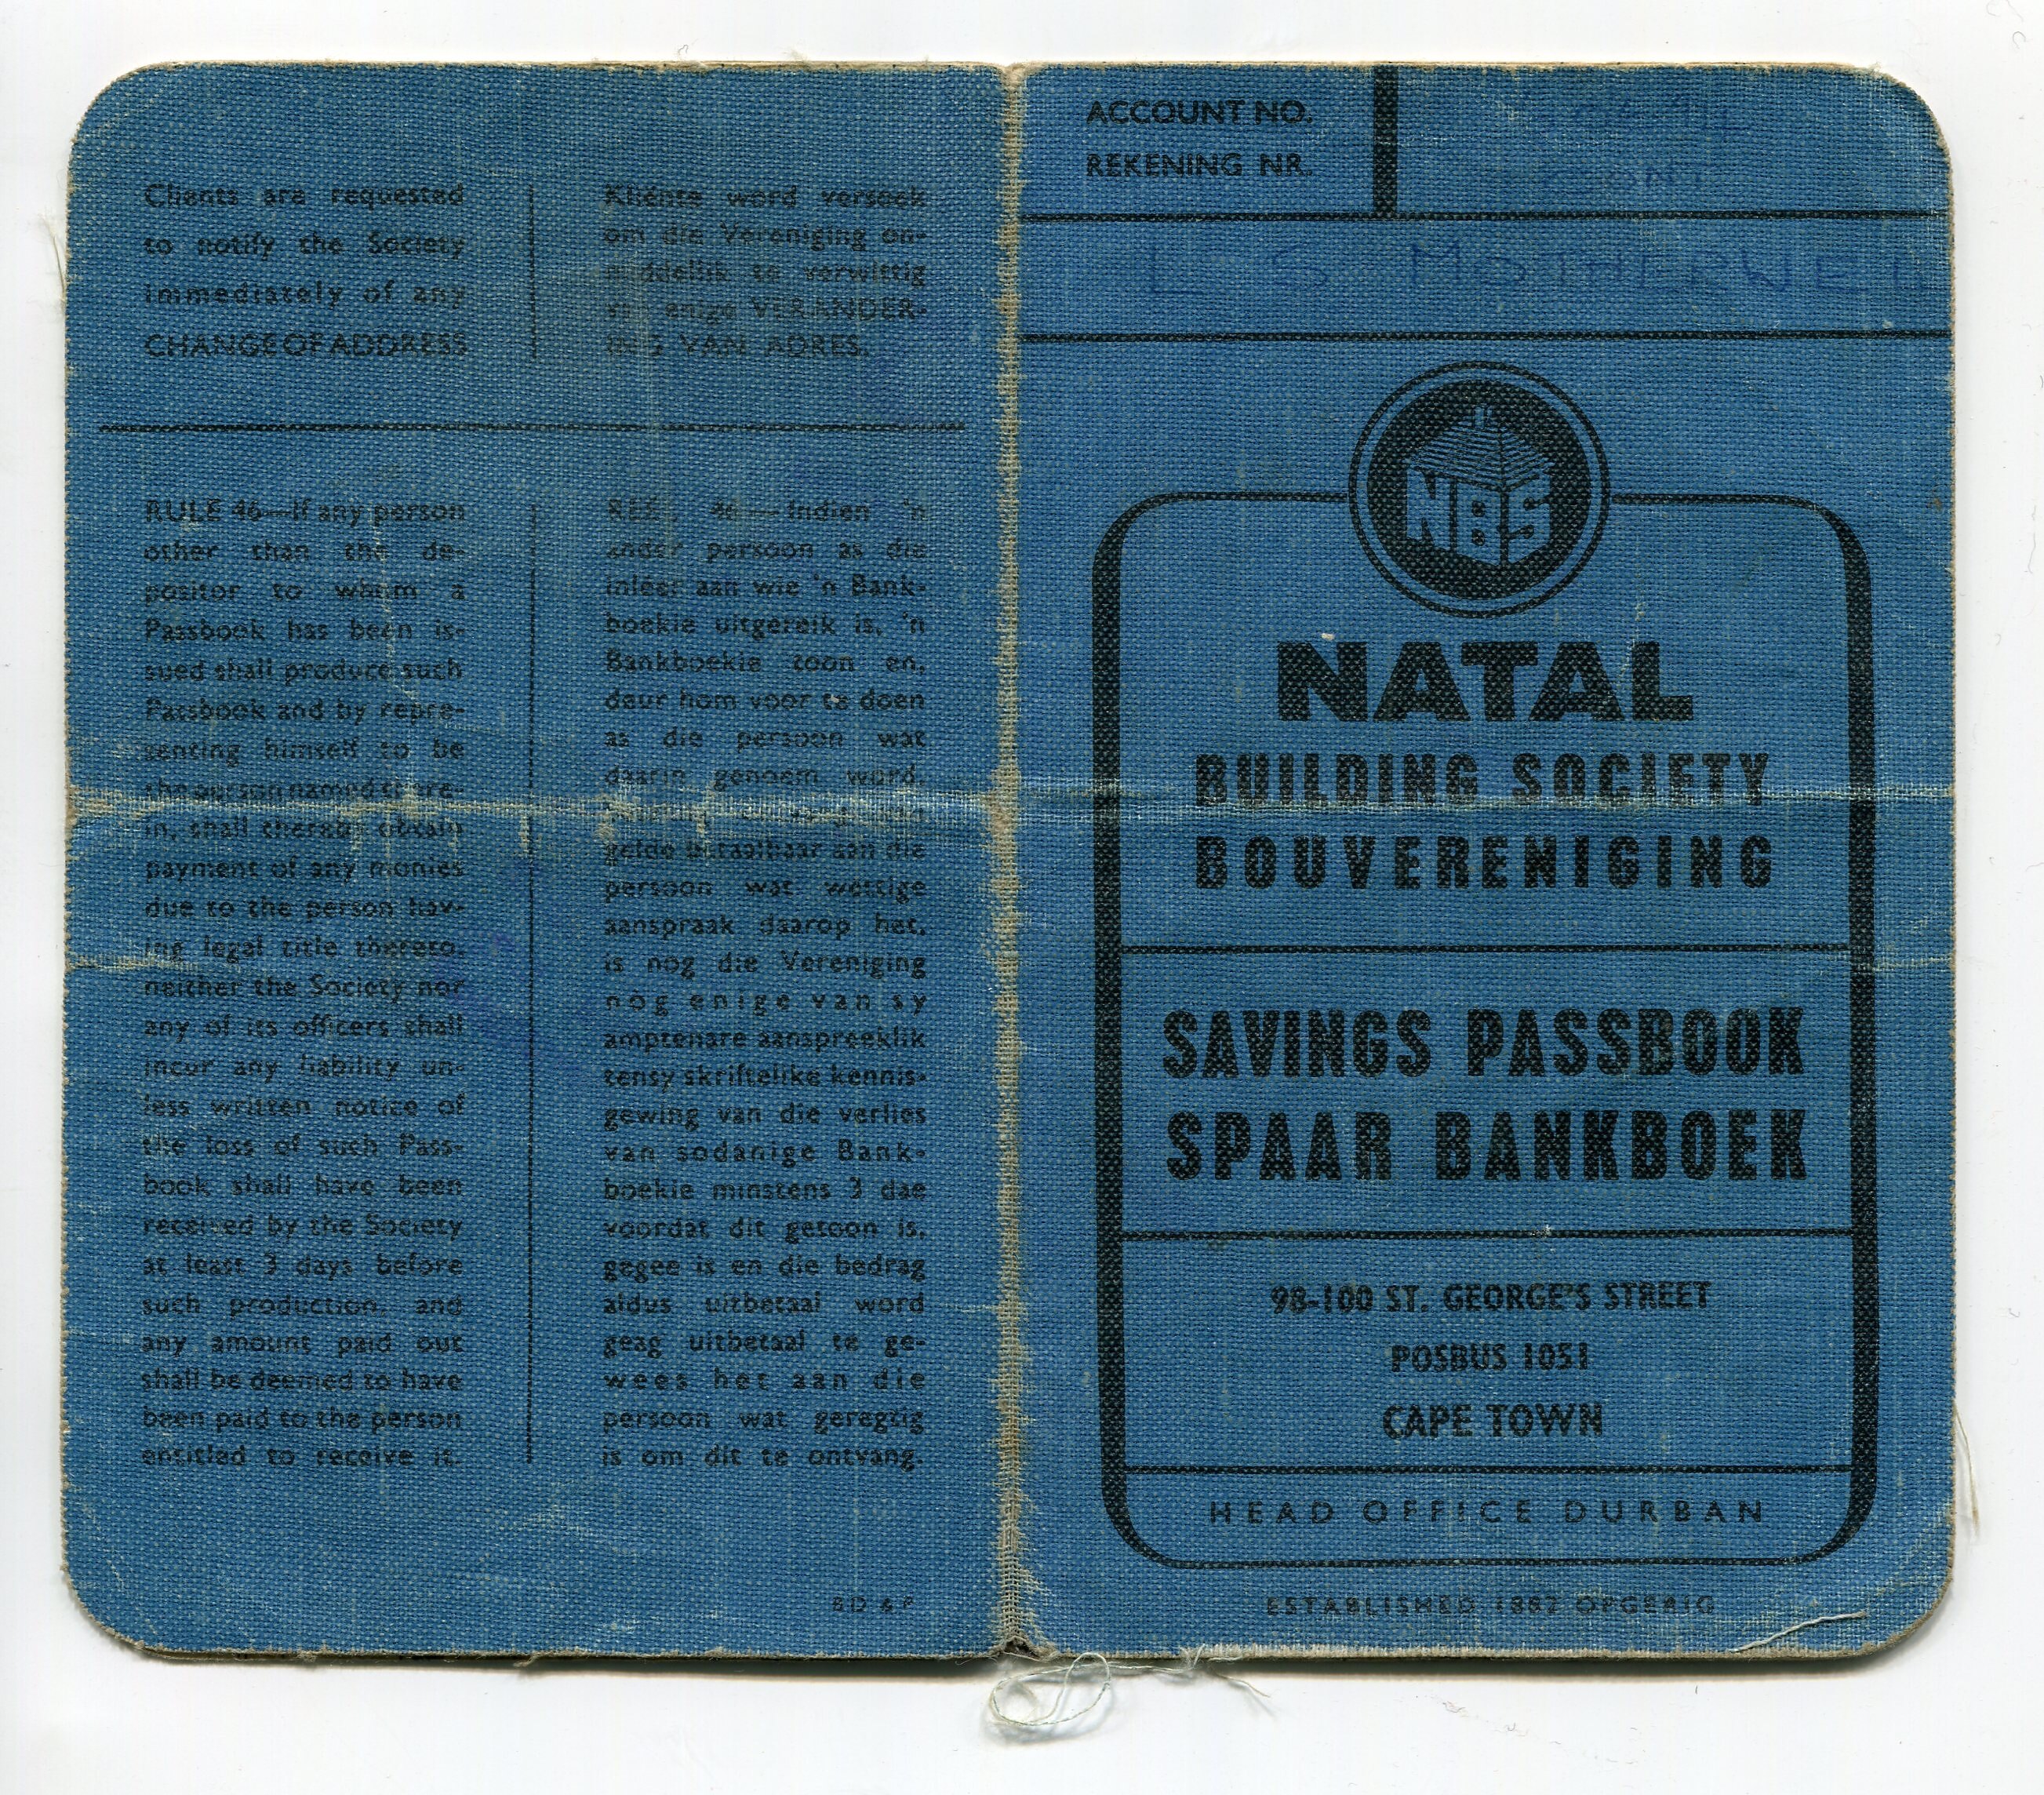 Clients are requested
to notify the Society
immediately of any
CHANGE OF ADDRESS
Kliënte word versoek
om die Vereniging on-
middellik te verwittig
van enige VERANDER-
ING VAN ADRES.
RULE 46—If any person
other than the de-
positor to whom a
Passbook has been is-
sued shall produce such
Passbook and by repre-
senting himself to be
the person named there-
in, shall thereby obtain
payment of any monies
due to the person hav-
ing legal title thereto,
neither the Society nor
any of its officers shall
incur any liability un-
less written notice of
the loss of such Pass-
book shall have been
received by the Society
at least 3 days before
such production, and
any amount paid out
shall be deemed to have
been paid to the person
entitled to receive it.
REËL 46—Indien 'n
ander persoon as die
inlêer aan wie 'n Bank-
boekie uitgereik is, 'n
Bankboekie toon en,
deur hom voor te doen
as die persoon wat
daarin genoem word,
gelde betaalbaar aan die
persoon wat wettige
aanspraak daarop het,
is nog die Vereniging
nog enige van sy
amptenare aanspreeklik
tensy skriftelike kennis-
gewing van die verlies
van sodanige Bank-
boekie minstens 3 dae
voordat dit getoon is,
gegee is en die bedrag
aldus uitbetaal word
geag uitbetaal te ge-
wees het aan die
persoon wat geregtig
is om dit te ontvang.
BD & P
ACCOUNT NO.
REKENING NR.
CONT
L S MOTHERWELL
NBS
NATAL
BUILDING SOCIETY
BOUVERENIGING
SAVINGS PASSBOOK
SPAAR BANKBOEK
98-100 ST. GEORGE'S STREET
POSBUS 1051
CAPE TOWN
HEAD OFFICE DURBAN
ESTABLISHED 1882 OPGERIG